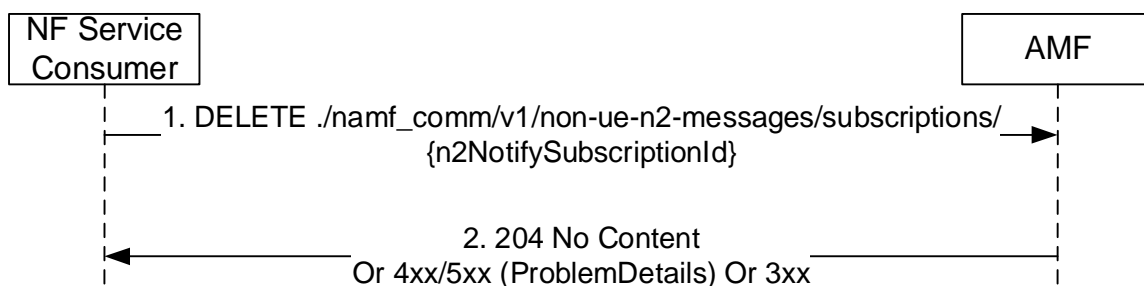 NF Service
Consumer
AMF
1. DELETE ./namf_comm/v1/non-ue-n2-messages/subscriptions/
{n2NotifySubscriptionId}
2. 204 No Content
Or 4xx/5xx (ProblemDetails) Or 3xx